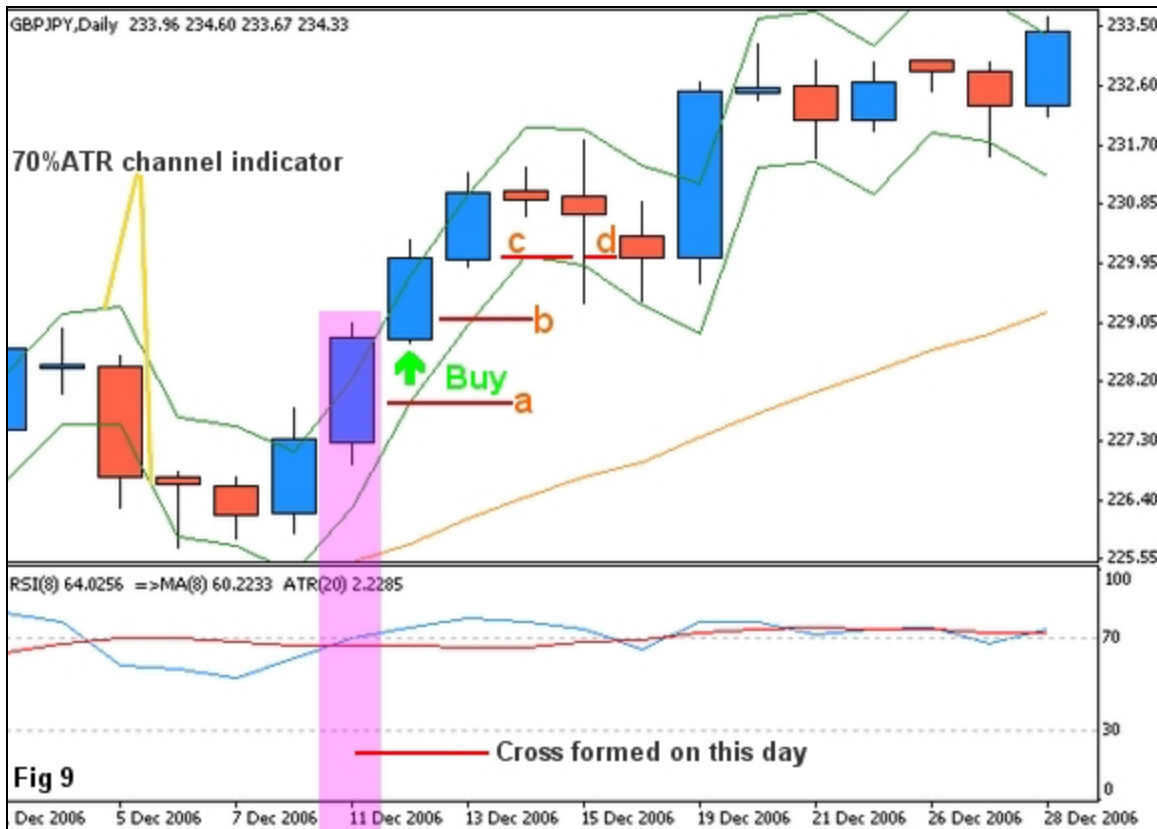 GBPJPY,Daily 233.96 234.60 233.67 234.33
233.50
232.60
70%ATR channel indicator
231.70
230.85
c
d
229.95
b
229.05
Buy
a
228.20
227.30
226.40
225.55
RSI(8) 64.0256 =>MA(8) 60.2233 ATR(20) 2.2285
100
70
30
Cross formed on this day
Fig 9
0
Dec 2006 5 Dec 2006 7 Dec 2006 11 Dec 2006 13 Dec 2006 15 Dec 2006 19 Dec 2006 21 Dec 2006 26 Dec 2006 28 Dec 2006